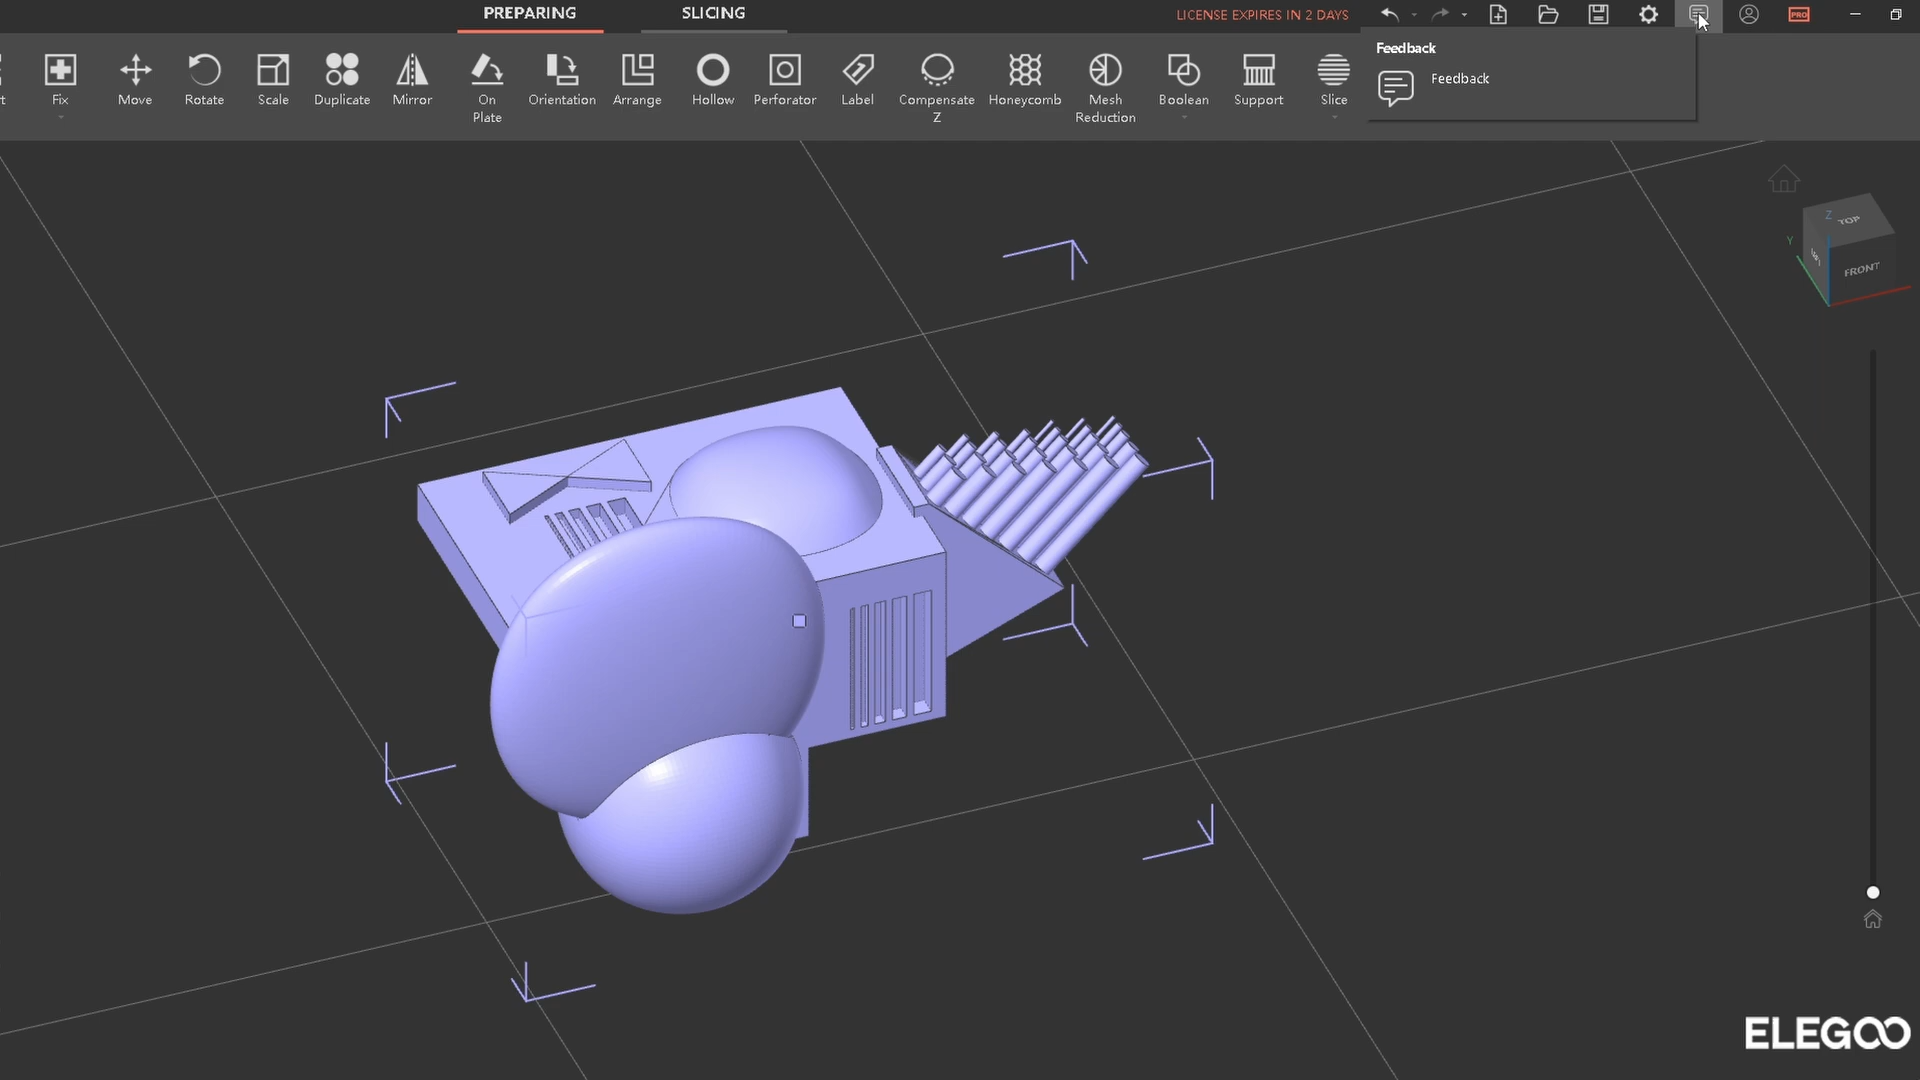 PREPARING
SLICING
LICENSE EXPIRES IN 2 DAYS
PRO
Feedback
Feedback
t
Fix
Move
Rotate
Scale
Duplicate
Mirror
On
Plate
Orientation
Arrange
Hollow
Perforator
Label
Compensate
Z
Honeycomb
Mesh
Reduction
Boolean
Support
Slice
Z
TOP
Y
FRONT
ELEGOO